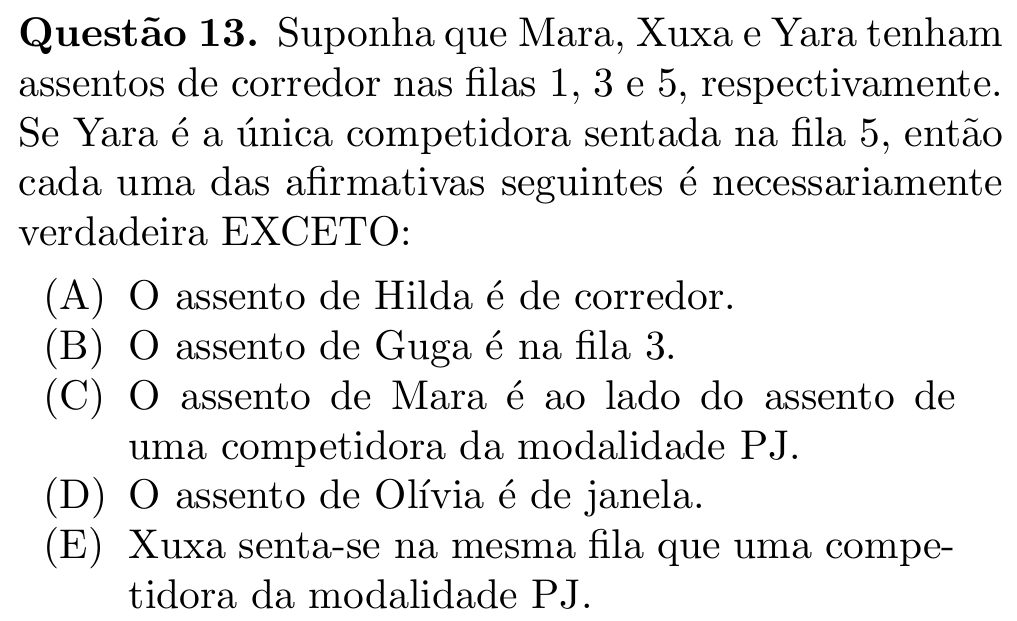 Questão 13. Suponha que Mara, Xuxa e Yara tenham
assentos de corredor nas filas 1, 3 e 5, respectivamente.
Se Yara é a única competidora sentada na fila 5, então
cada uma das afirmativas seguintes é necessariamente
verdadeira EXCETO:
(A) O assento de Hilda é de corredor.
(B) O assento de Guga é na fila 3.
(C) O assento de Mara é ao lado do assento de
uma competidora da modalidade PJ.
(D) O assento de Olívia é de janela.
(E) Xuxa senta-se na mesma fila que uma compe-
tidora da modalidade PJ.